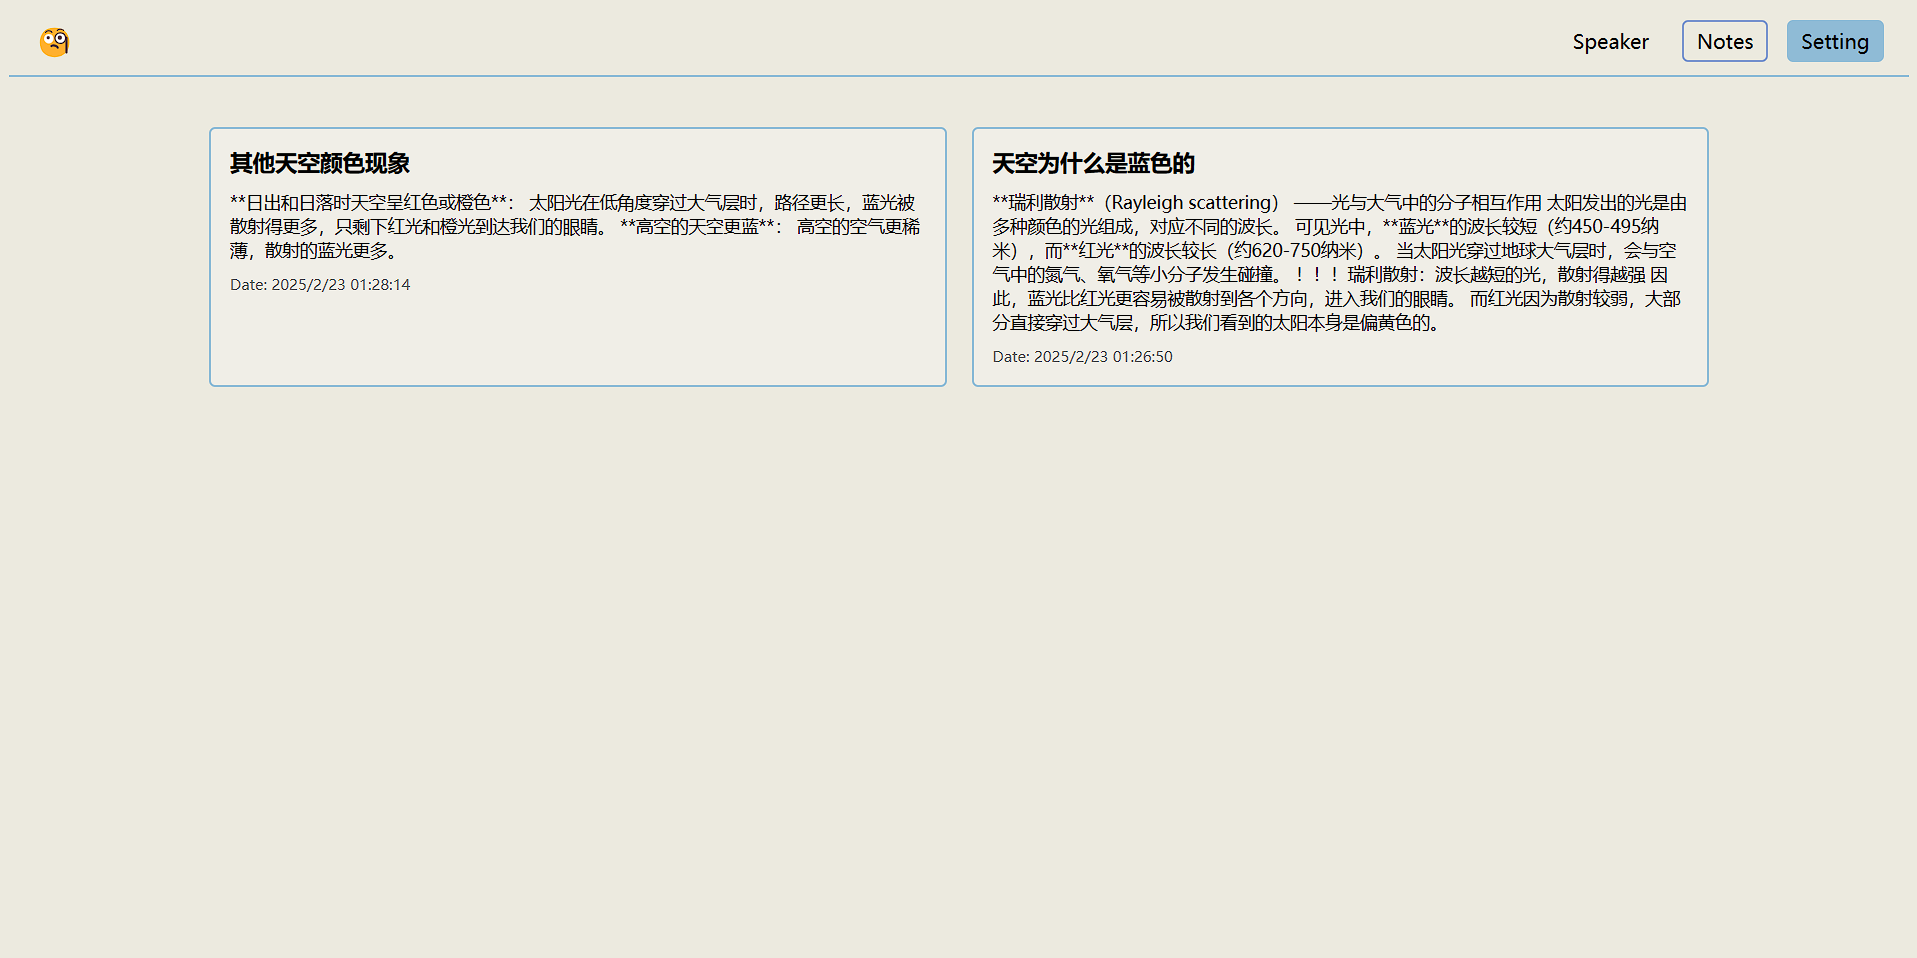 Speaker
Notes
Setting
其他天空颜色现象
**日出和日落时天空呈红色或橙色**： 太阳光在低角度穿过大气层时，路径更长，蓝光被
散射得更多，只剩下红光和橙光到达我们的眼睛。 **高空的天空更蓝**： 高空的空气更稀
薄，散射的蓝光更多。
Date: 2025/2/23 01:28:14
天空为什么是蓝色的
**瑞利散射**（Rayleigh scattering） ——光与大气中的分子相互作用 太阳发出的光是由
多种颜色的光组成，对应不同的波长。 可见光中，**蓝光**的波长较短（约450-495纳
米），而**红光**的波长较长（约620-750纳米）。 当太阳光穿过地球大气层时，会与空
气中的氮气、氧气等小分子发生碰撞。！！！瑞利散射：波长越短的光，散射得越强 因
此，蓝光比红光更容易被散射到各个方向，进入我们的眼睛。 而红光因为散射较弱，大部
分直接穿过大气层，所以我们看到的太阳本身是偏黄色的。
Date: 2025/2/23 01:26:50